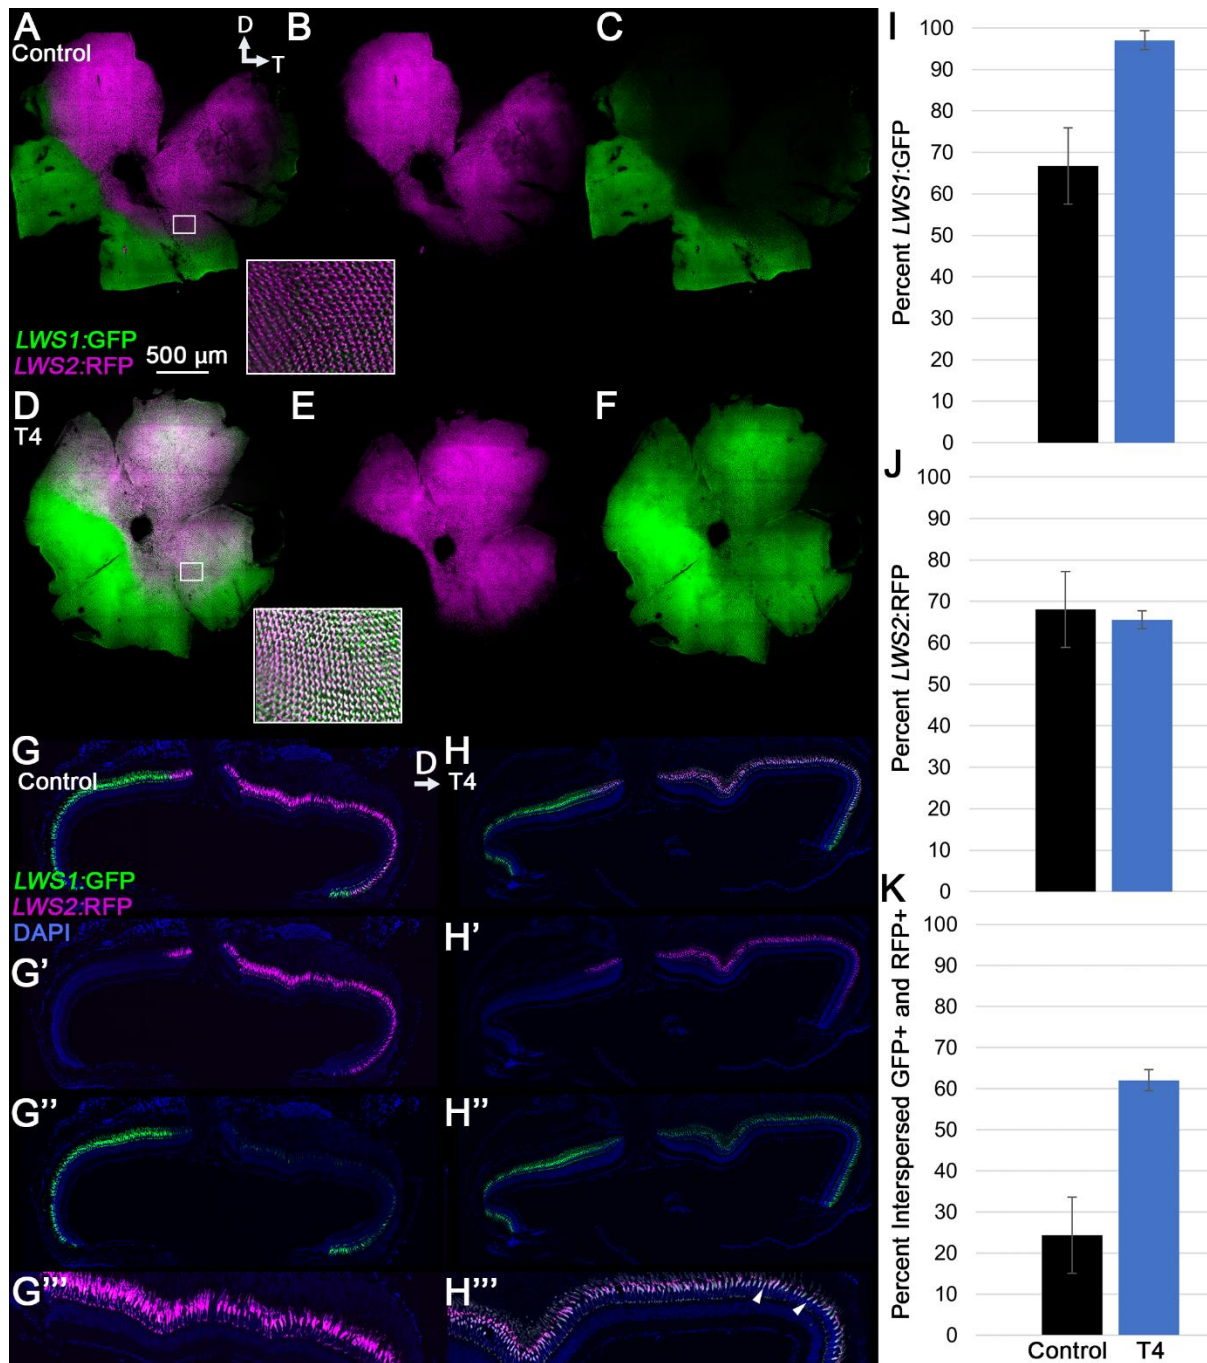 A
Control
D
T
B
C
LWS1:GFP
LWS2:RFP
500 µm
D
T4
E
F
G
Control
D
H
T4
LWS1:GFP
LWS2:RFP
DAPI
G'
H'
G''
H''
G'''
H'''
I
Percent LWS1:GFP
100
90
80
70
60
50
40
30
20
10
0
J
Percent LWS2:RFP
100
90
80
70
60
50
40
30
20
10
0
K
Percent Interspersed GFP+ and RFP+
100
90
80
70
60
50
40
30
20
10
0
Control T4